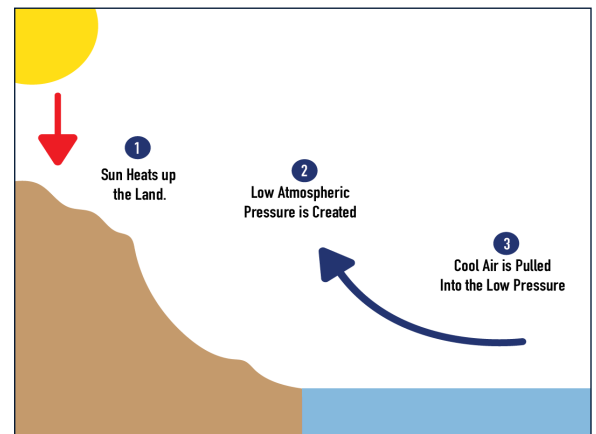 1
Sun Heats up
the Land.
2
Low Atmospheric
Pressure is Created
3
Cool Air is Pulled
Into the Low Pressure